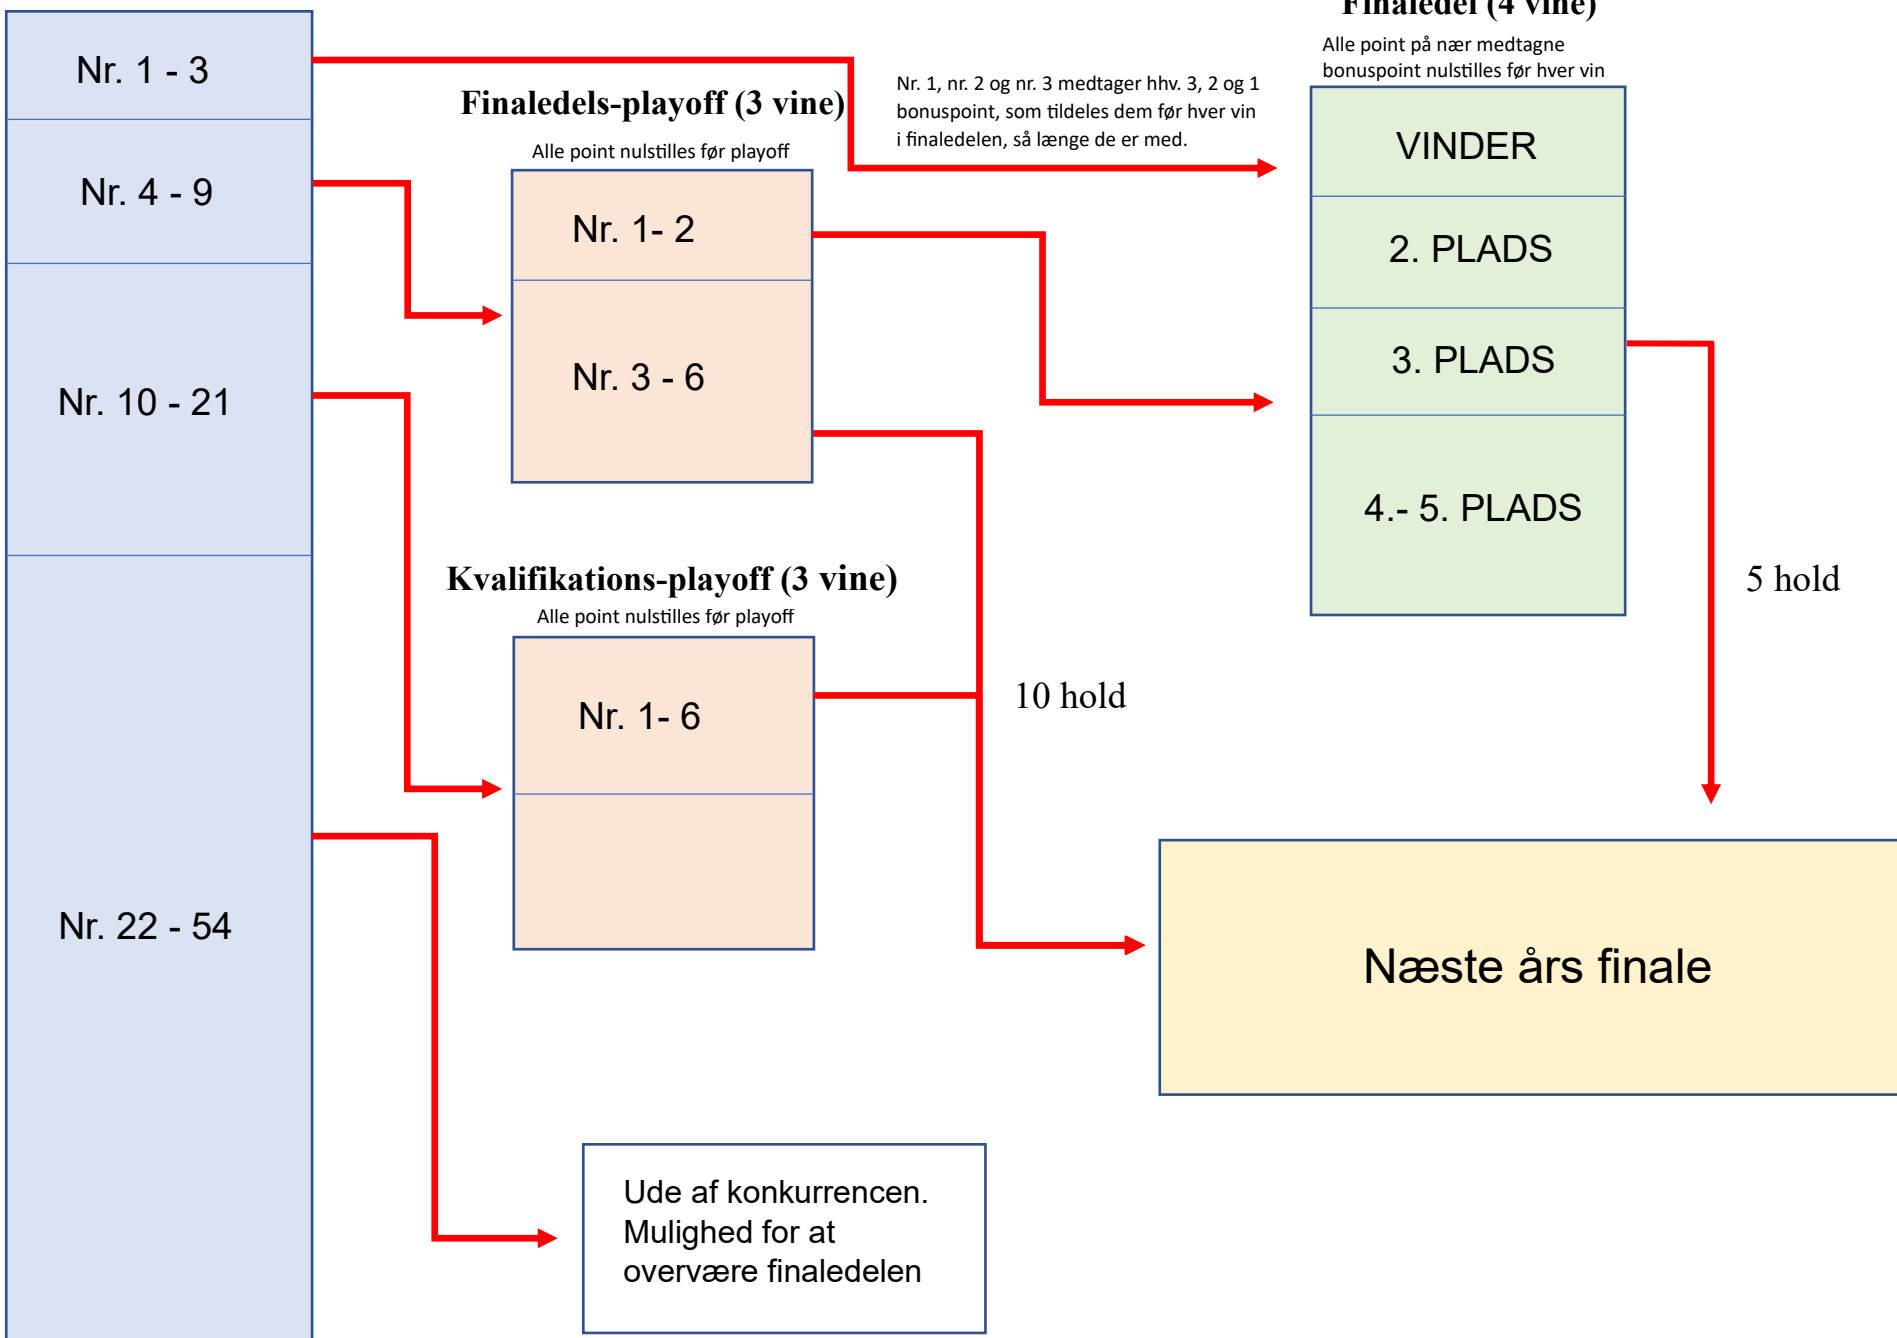 Nr. 1 - 3
Nr. 4 - 9
Nr. 10 - 21
Nr. 22 - 54
Finaledels-playoff (3 vine)
Alle point nulstilles før playoff
Nr. 1- 2
Nr. 3 - 6
Kvalifikations-playoff (3 vine)
Alle point nulstilles før playoff
Nr. 1- 6
Ude af konkurrencen.
Mulighed for at
overvære finaledelen
Nr. 1, nr. 2 og nr. 3 medtager hhv. 3, 2 og 1
bonuspoint, som tildeles dem før hver vin
i finaledelen, så længe de er med.
10 hold
Finaledel (4 vine)
Alle point på nær medtagne
bonuspoint nulstilles før hver vin
VINDER
2. PLADS
3. PLADS
4.- 5. PLADS
5 hold
Næste års finale